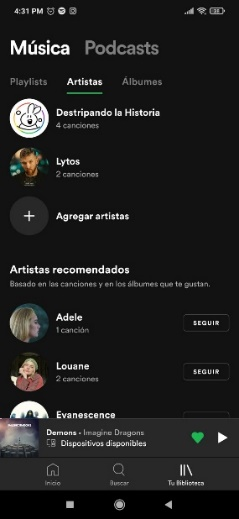 4:31 PM
Música Podcasts
Playlists Artistas Álbumes
Destripando la Historia
4 canciones
Lytos
2 canciones
Agregar artistas
Artistas recomendados
Basado en las canciones y en los álbumes que te gustan.
Adele
1 canción
SEGUIR
Louane
2 canciones
SEGUIR
Evanescence
Demons • Imagine Dragons
Dispositivos disponibles
Inicio Buscar Tu Biblioteca